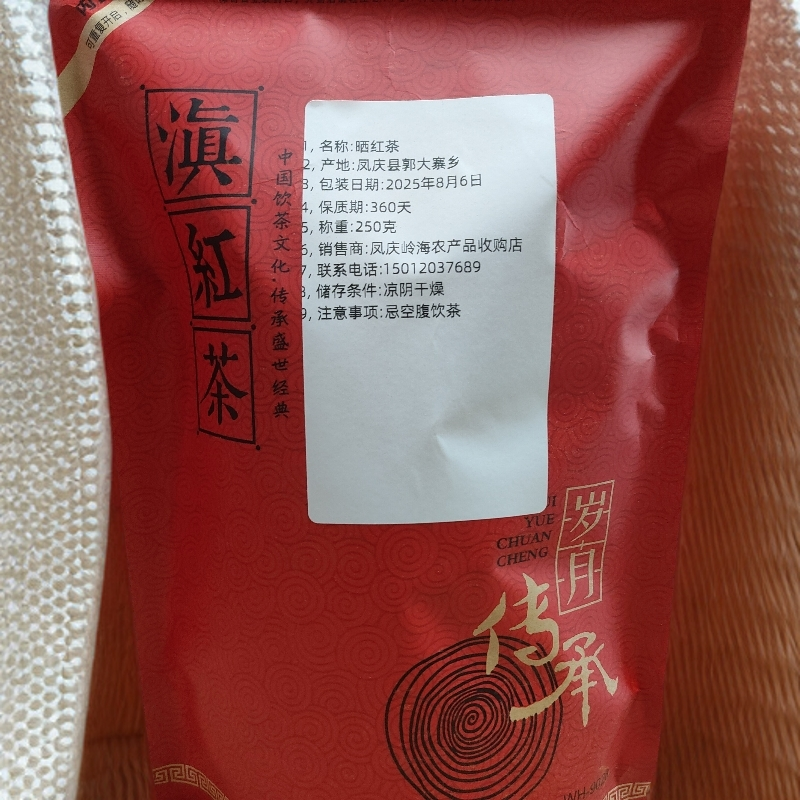 可重复开启
滇紅茶
中国饮茶文化·传承盛世经典
1, 名称:晒红茶
2, 产地:凤庆县郭大寨乡
3, 包装日期:2025年8月6日
4, 保质期:360天
5, 称重:250克
6, 销售商:凤庆岭海农产品收购店
7, 联系电话:15012037689
8, 储存条件:凉阴干燥
9, 注意事项:忌空腹饮茶
YUE
CHUAN
CHENG
岁月
传承